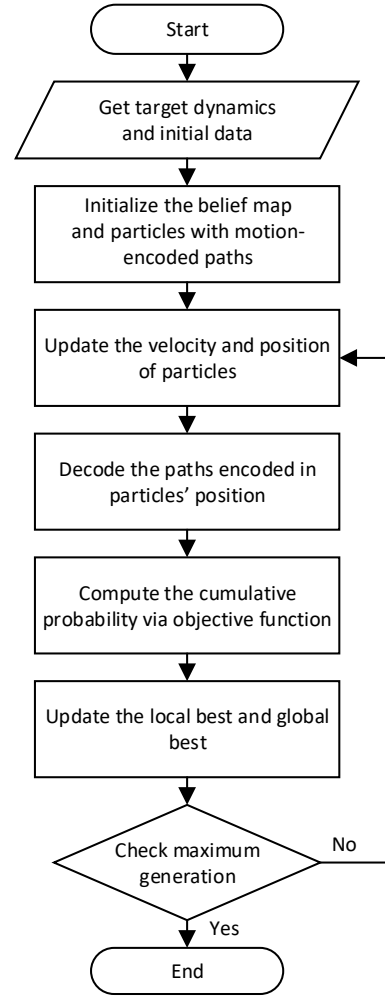 Start
Get target dynamics
and initial data
Initialize the belief map
and particles with motion-
encoded paths
Update the velocity and position
of particles
Decode the paths encoded in
particles’ position
Compute the cumulative
probability via objective function
Update the local best and global
best
Check maximum
generation
No
Yes
End